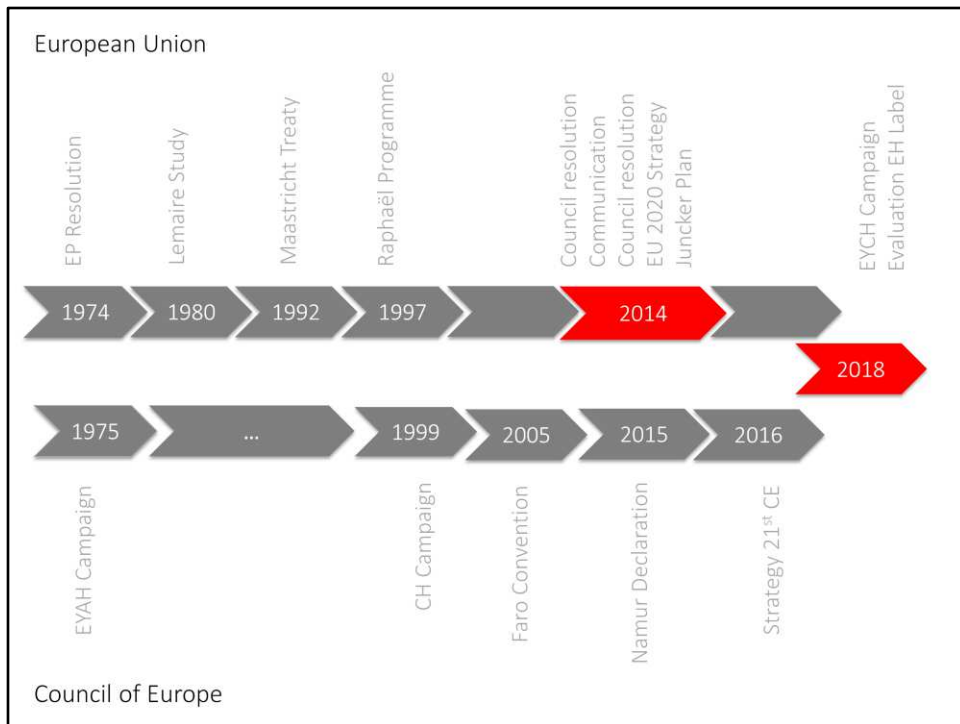 European Union
EP Resolution
Lemaire Study
Maastricht Treaty
Raphaël Programme
Council resolution
Communication
Council resolution
EU 2020 Strategy
Juncker Plan
EYCH Campaign
Evaluation EH Label
1974
1980
1992
1997
2014
2018
1975
...
1999
2005
2015
2016
EYAH Campaign
CH Campaign
Faro Convention
Namur Declaration
Strategy 21st CE
Council of Europe